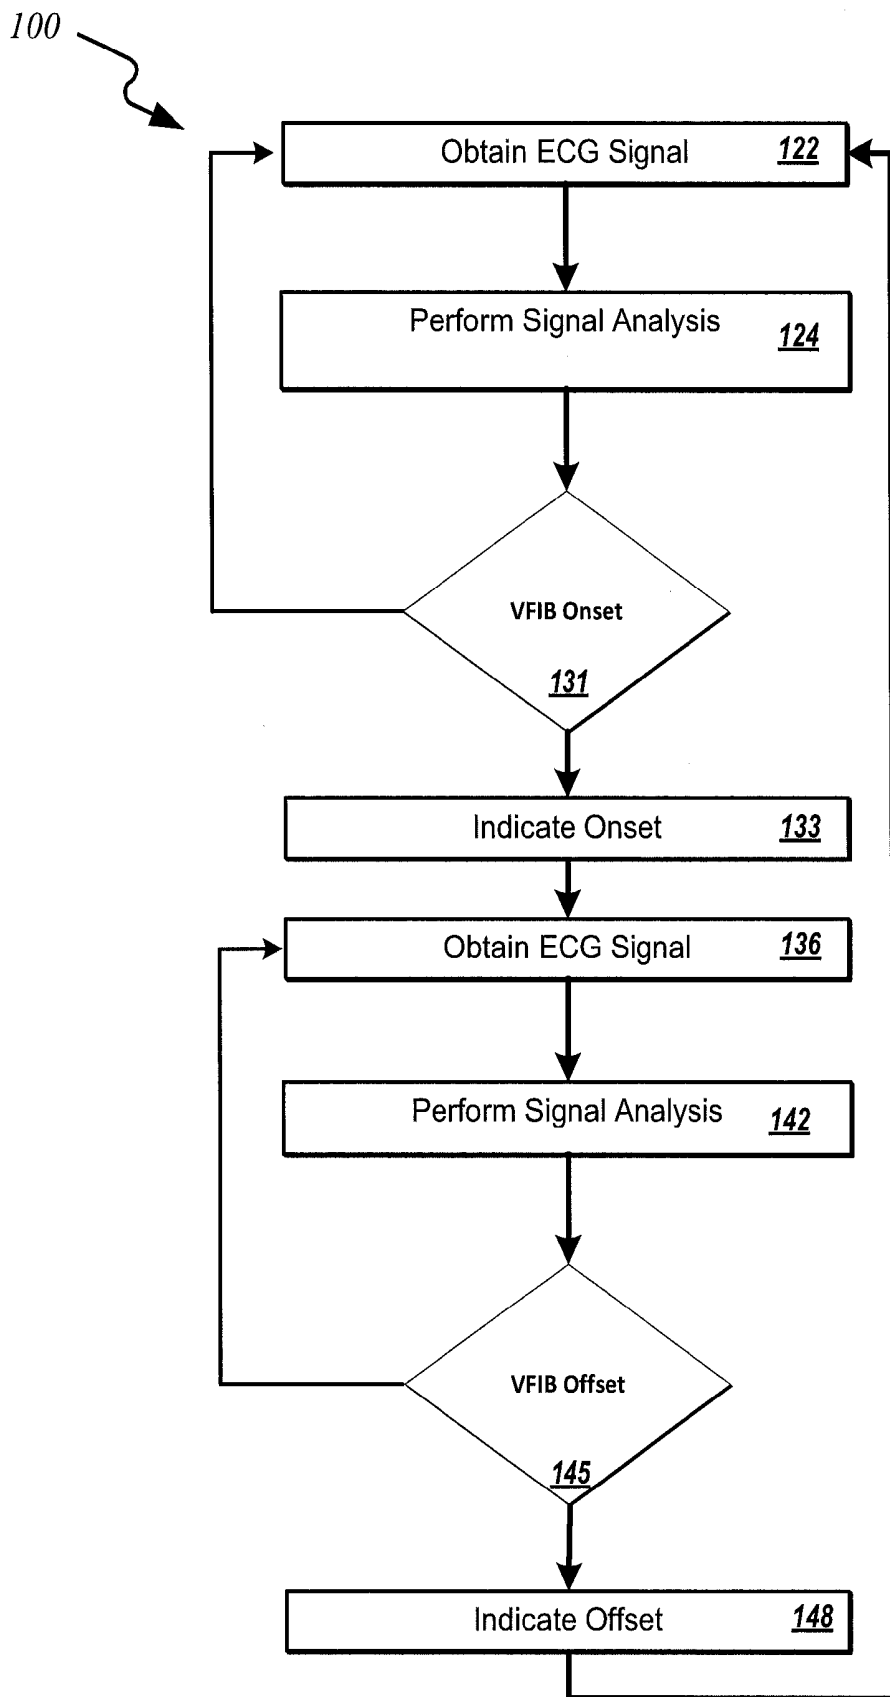 100
Obtain ECG Signal 122
Perform Signal Analysis 124
VFIB Onset
131
Indicate Onset 133
Obtain ECG Signal 136
Perform Signal Analysis 142
VFIB Offset
145
Indicate Offset 148